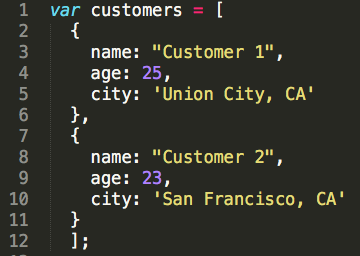 1 var customers = [
2   {
3     name: "Customer 1",
4     age: 25,
5     city: 'Union City, CA'
6   },
7   {
8     name: "Customer 2",
9     age: 23,
10     city: 'San Francisco, CA'
11   }
12   ];